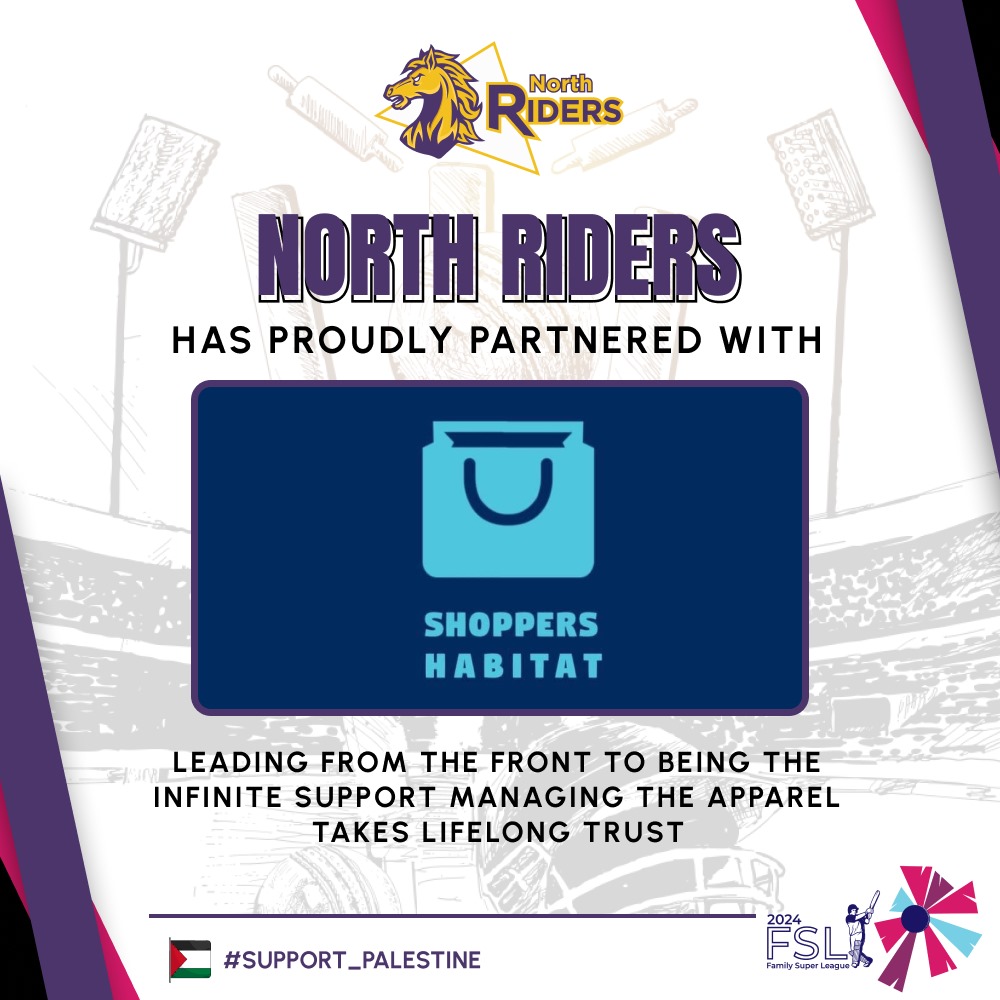 North
RIDERS
NORTH RIDERS
HAS PROUDLY PARTNERED WITH
SHOPPERS
HABITAT
LEADING FROM THE FRONT TO BEING THE
INFINITE SUPPORT MANAGING THE APPAREL
TAKES LIFELONG TRUST
#SUPPORT_PALESTINE
2024
FSL
Family Super League